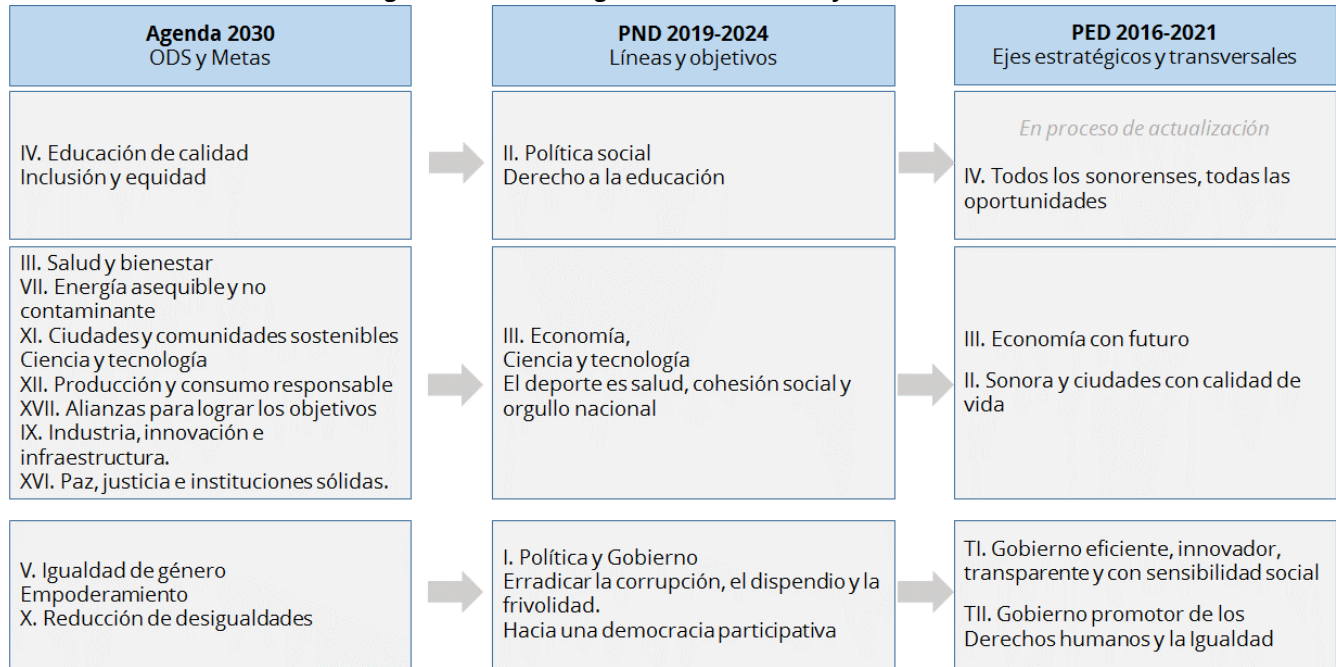 Agenda 2030
ODS y Metas
PND 2019-2024
Líneas y objetivos
PED 2016-2021
Ejes estratégicos y transversales
IV. Educación de calidad
Inclusión y equidad
II. Política social
Derecho a la educación
En proceso de actualización
IV. Todos los sonorenses, todas las
oportunidades
III. Salud y bienestar
VII. Energía asequible y no
contaminante
XI. Ciudades y comunidades sostenibles
Ciencia y tecnología
XII. Producción y consumo responsable
XVII. Alianzas para lograr los objetivos
IX. Industria, innovación e
infraestructura.
XVI. Paz, justicia e instituciones sólidas.
III. Economía,
Ciencia y tecnología
El deporte es salud, cohesión social y
orgullo nacional
III. Economía con futuro
II. Sonora y ciudades con calidad de
vida
V. Igualdad de género
Empoderamiento
X. Reducción de desigualdades
I. Política y Gobierno
Erradicar la corrupción, el dispendio y la
frivolidad.
Hacia una democracia participativa
TI. Gobierno eficiente, innovador,
transparente y con sensibilidad social
TII. Gobierno promotor de los
Derechos humanos y la Igualdad